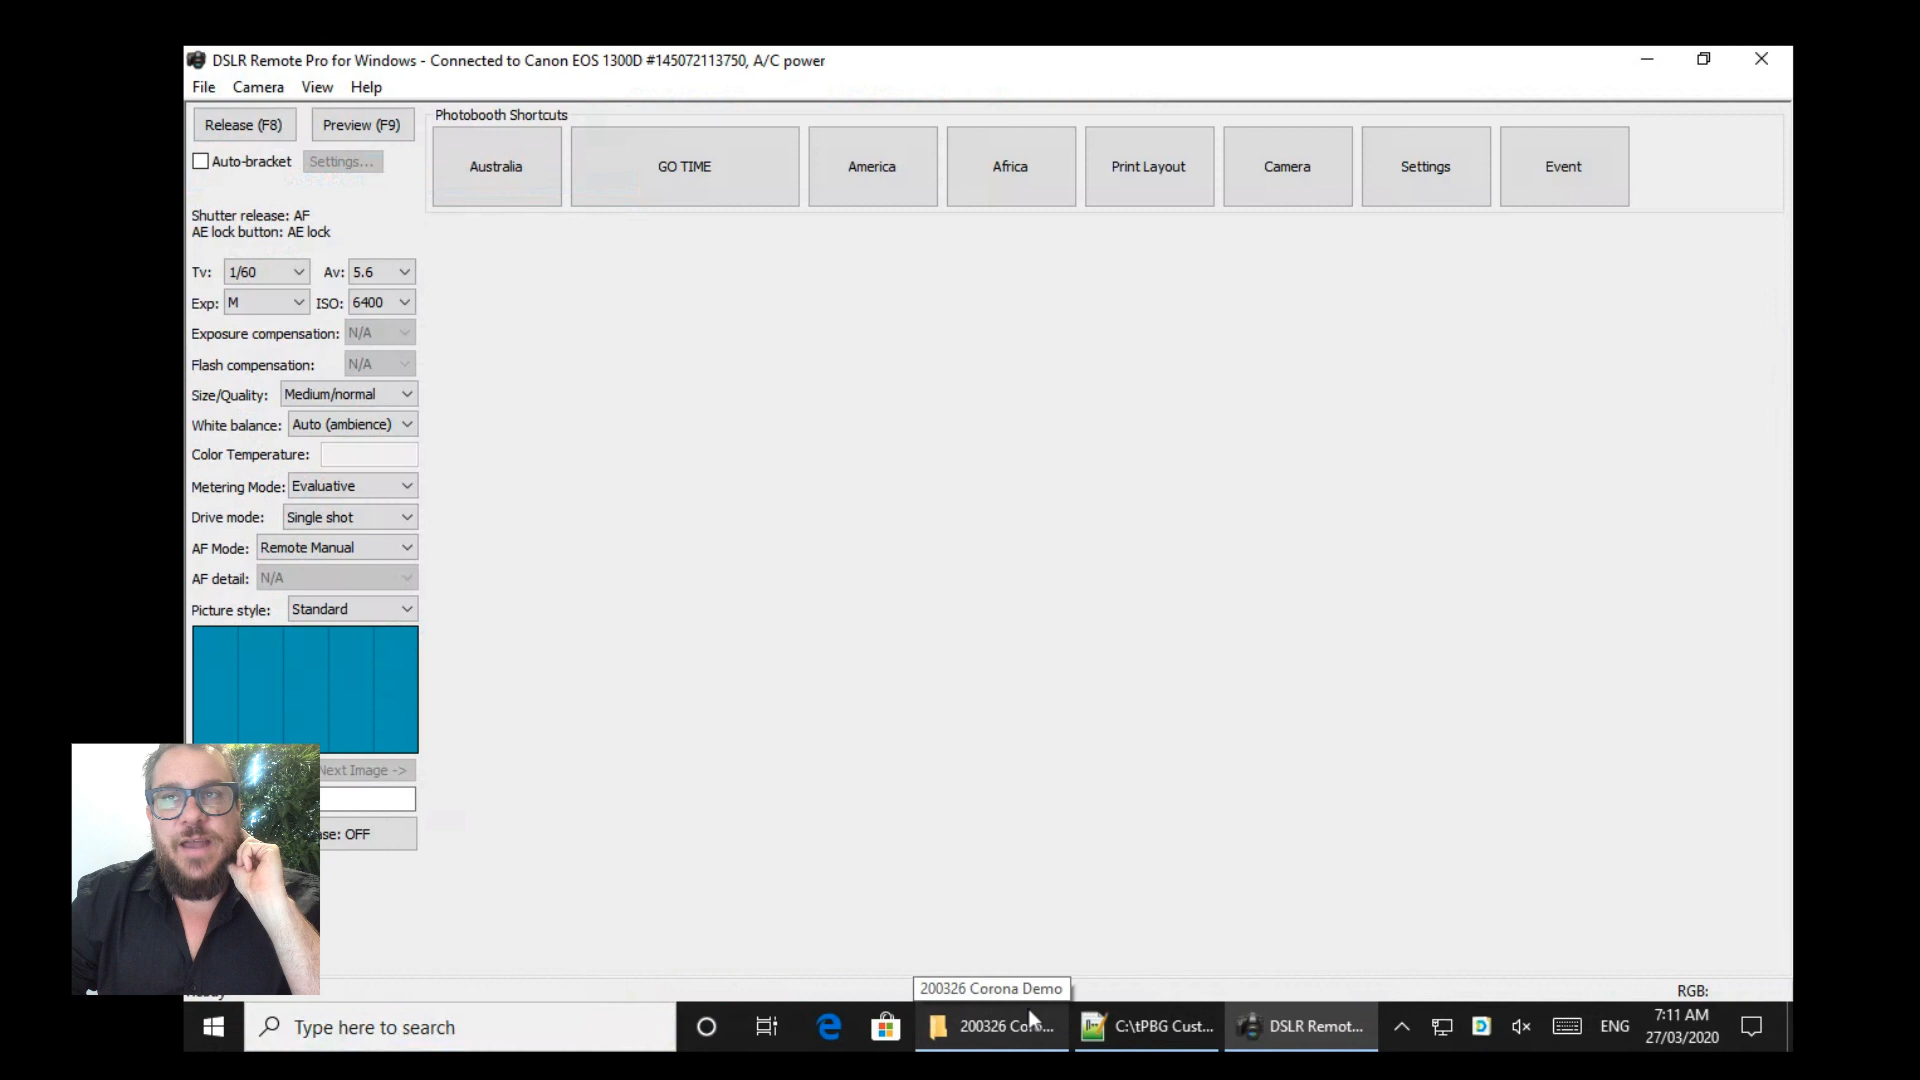 DSLR Remote Pro for Windows - Connected to Canon EOS 1300D #145072113750, A/C power
File Camera View Help
Release (F8) Preview (F9)
Auto-bracket Settings...
Photobooth Shortcuts
Australia GO TIME America Africa Print Layout Camera Settings Event
Shutter release: AF
AE lock button: AE lock
Tv: 1/60 Av: 5.6
Exp: M ISO: 6400
Exposure compensation: N/A
Flash compensation: N/A
Size/Quality: Medium/normal
White balance: Auto (ambience)
Color Temperature:
Metering Mode: Evaluative
Drive mode: Single shot
AF Mode: Remote Manual
AF detail: N/A
Picture style: Standard
Next Image ->
se: OFF
200326 Corona Demo
RGB:
Type here to search
200326 Co
C:\tPBG Cust...
DSLR Remot...
ENG
7:11 AM
27/03/2020